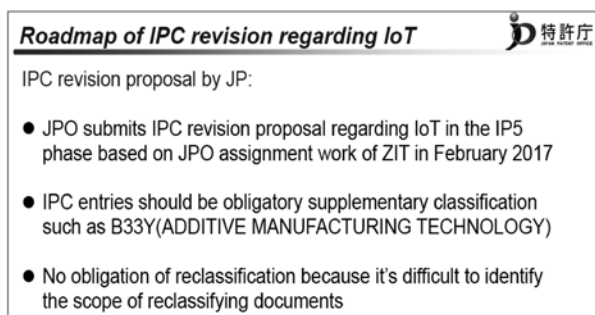 Roadmap of IPC revision regarding IoT
特許庁
JAPAN PATENT OFFICE
IPC revision proposal by JP:
● JPO submits IPC revision proposal regarding IoT in the IP5
phase based on JPO assignment work of ZIT in February 2017
● IPC entries should be obligatory supplementary classification
such as B33Y(ADDITIVE MANUFACTURING TECHNOLOGY)
● No obligation of reclassification because it's difficult to identify
the scope of reclassifying documents